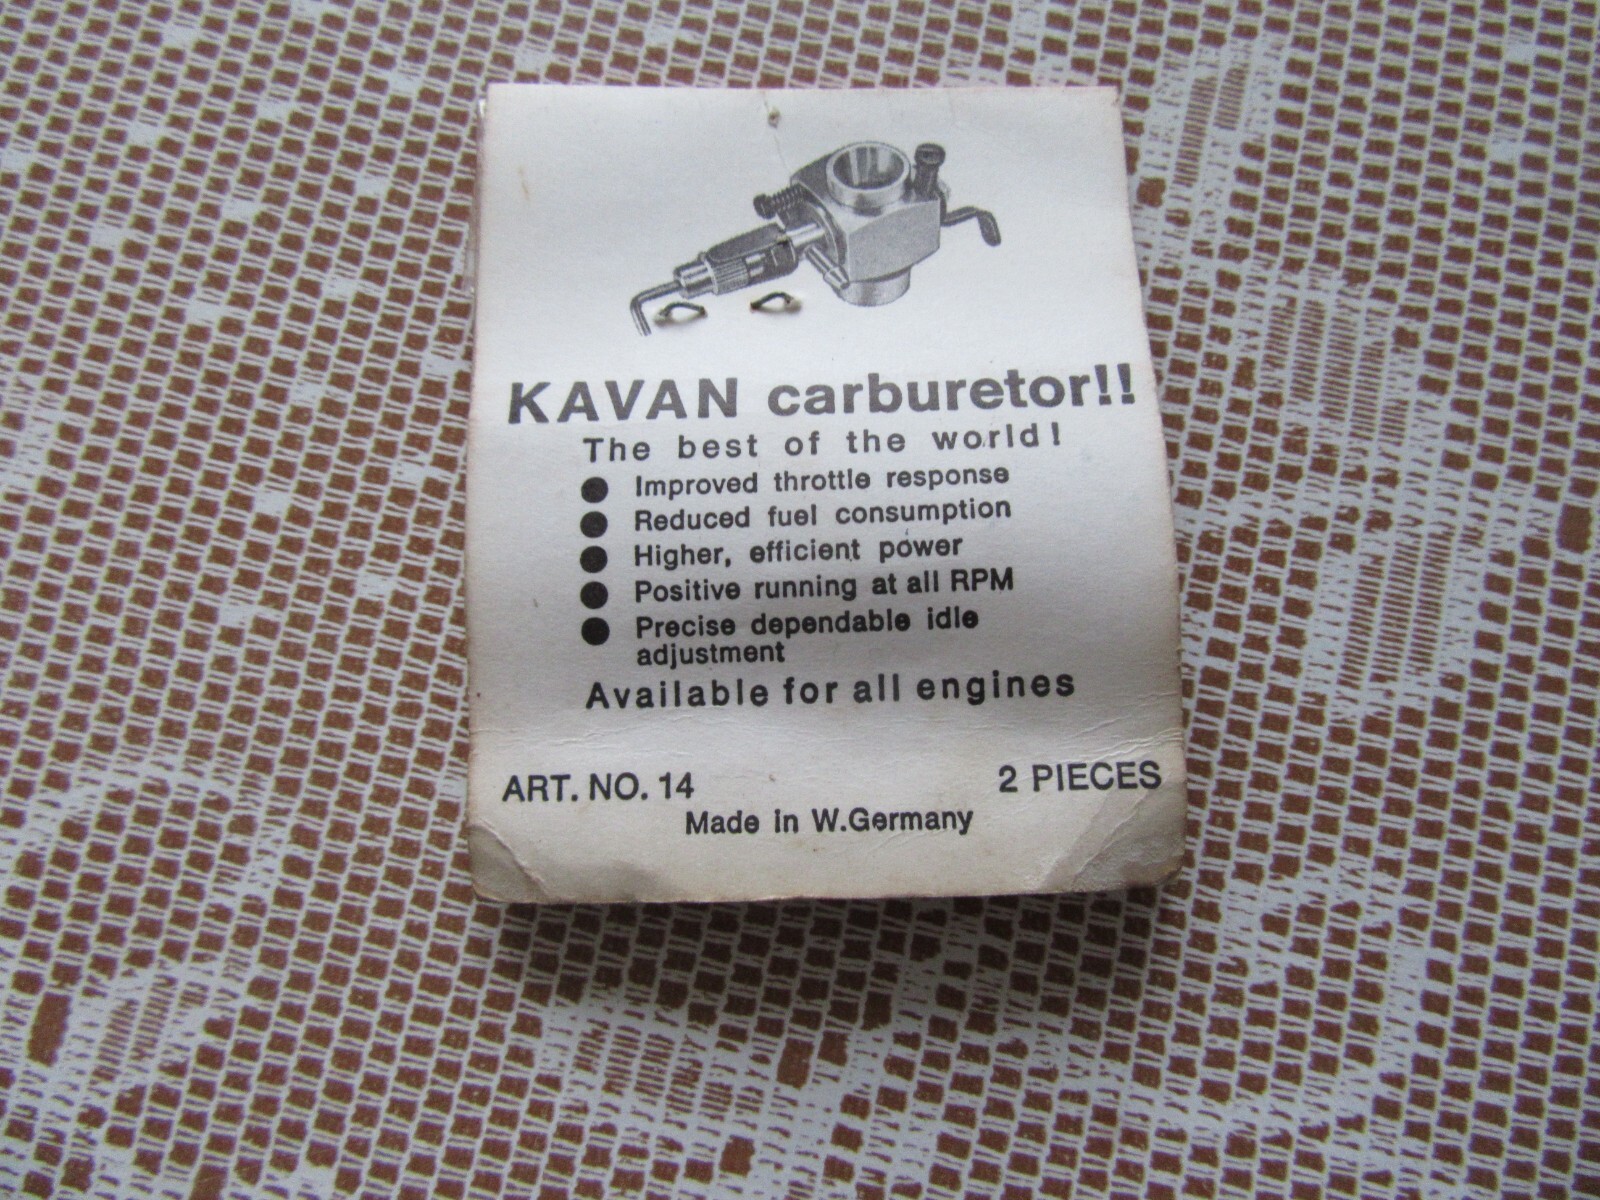 KAVAN carburetor!!
The best of the world!
● Improved throttle response
● Reduced fuel consumption
● Higher, efficient power
● Positive running at all RPM
● Precise dependable idle
adjustment
Available for all engines
ART. NO. 14 2 PIECES
Made in W.Germany